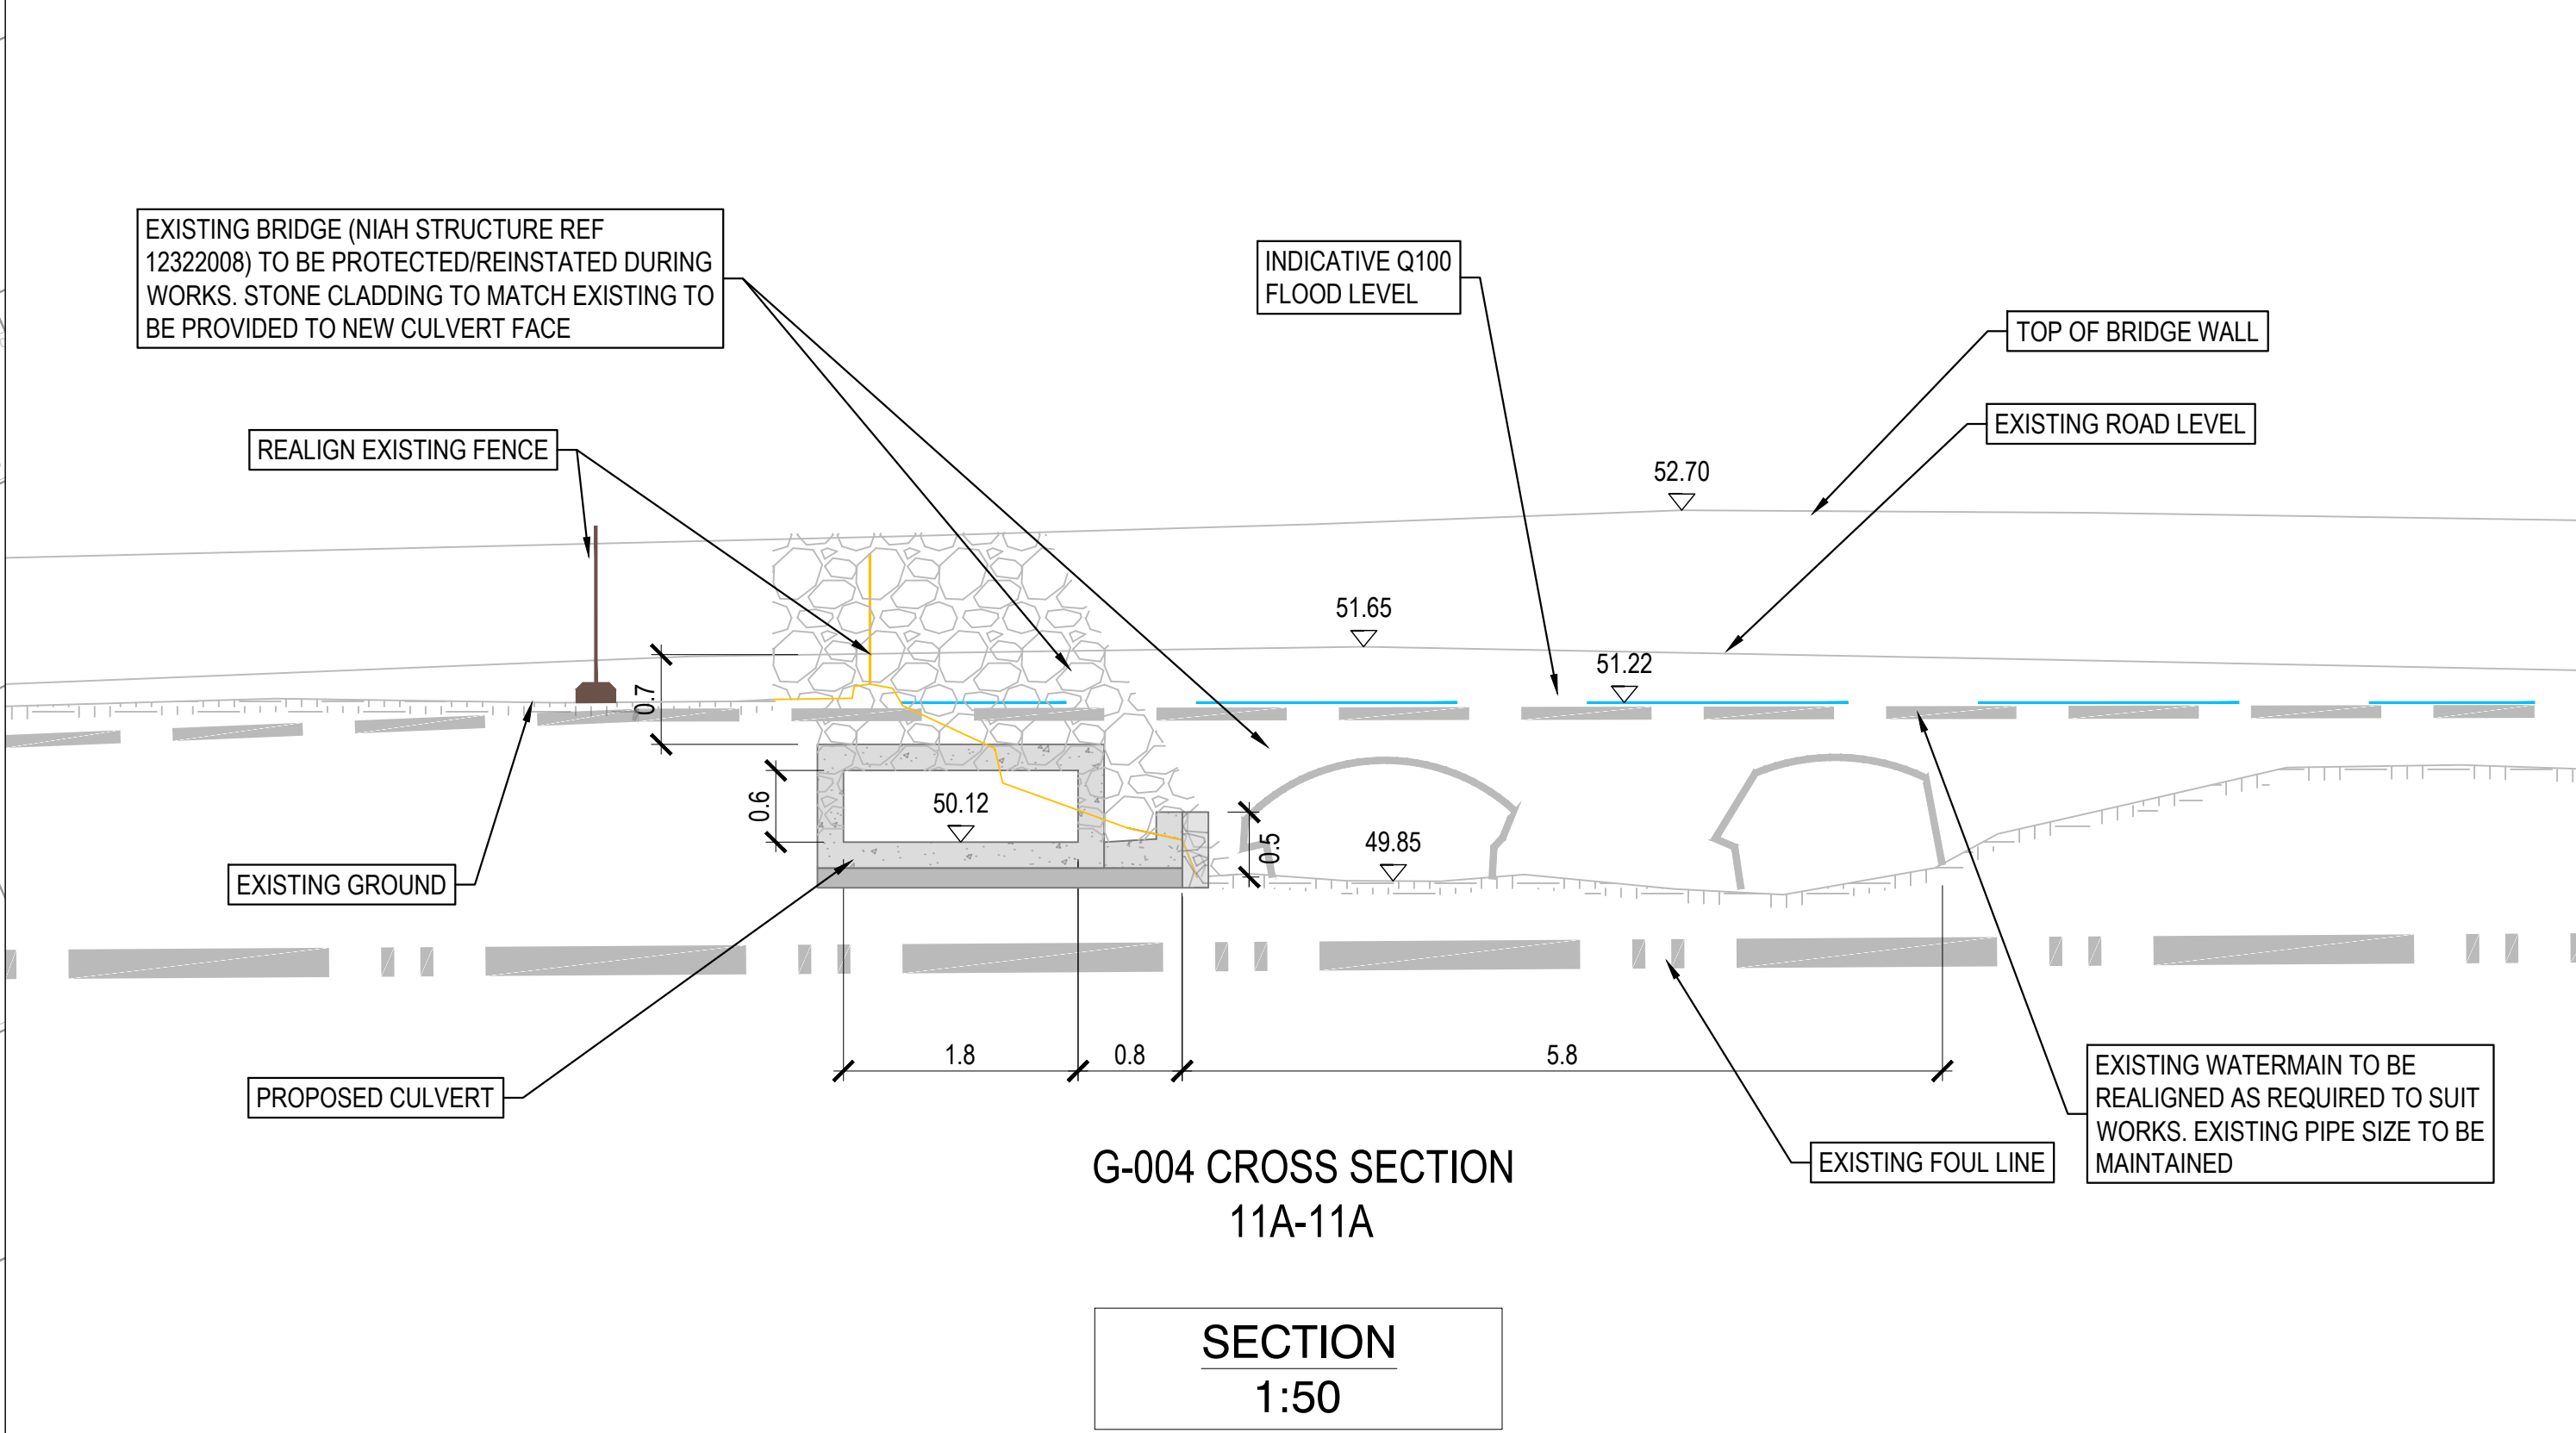 EXISTING BRIDGE (NIAH STRUCTURE REF
12322008) TO BE PROTECTED/REINSTATED DURING
WORKS. STONE CLADDING TO MATCH EXISTING TO
BE PROVIDED TO NEW CULVERT FACE
INDICATIVE Q100
FLOOD LEVEL
TOP OF BRIDGE WALL
EXISTING ROAD LEVEL
REALIGN EXISTING FENCE
52.70
51.65
51.22
0.7
0.6
50.12
0.5
49.85
EXISTING GROUND
1.8
0.8
5.8
PROPOSED CULVERT
EXISTING WATERMAIN TO BE
REALIGNED AS REQUIRED TO SUIT
WORKS. EXISTING PIPE SIZE TO BE
MAINTAINED
EXISTING FOUL LINE
G-004 CROSS SECTION
11A-11A
SECTION
1:50